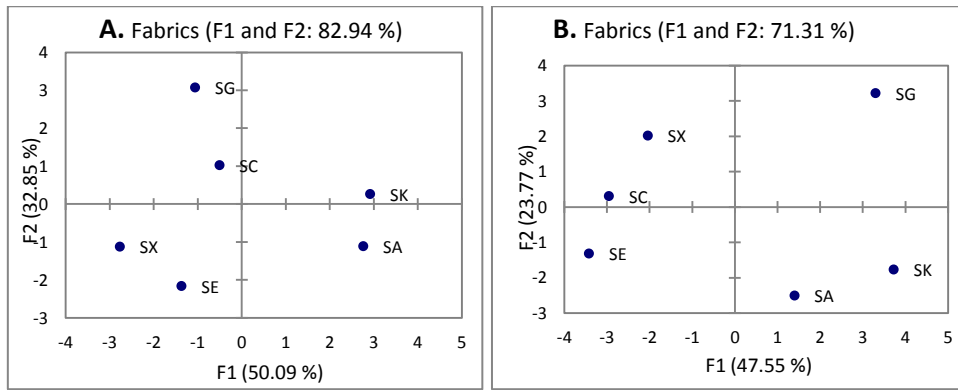 A. Fabrics (F1 and F2: 82.94 %)
F2 (32.85 %)
4
3
2
1
0
-1
-2
-3
SG
SC
SK
SX
SA
SE
-4 -3 -2 -1 0 1 2 3 4 5
F1 (50.09 %)
B. Fabrics (F1 and F2: 71.31 %)
F2 (23.77 %)
4
3
2
1
0
-1
-2
-3
SG
SX
SC
SE
SK
SA
-4 -3 -2 -1 0 1 2 3 4 5
F1 (47.55 %)